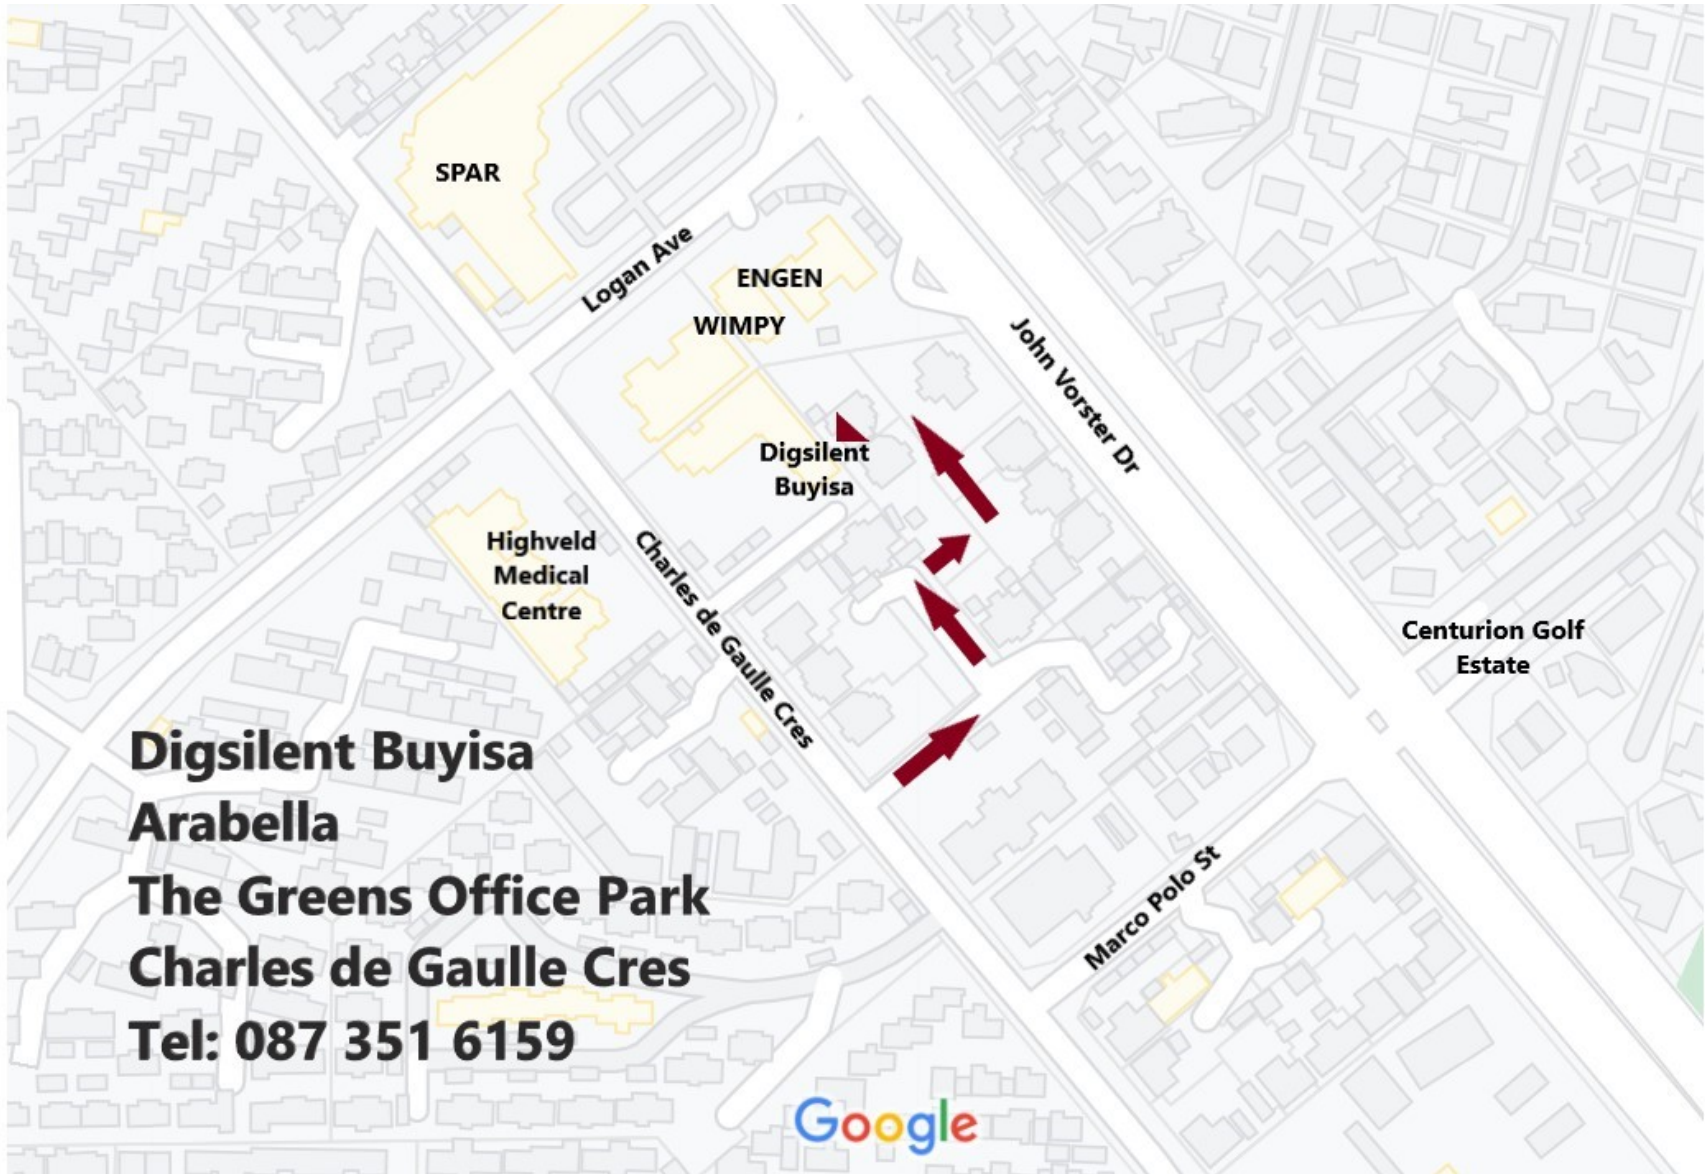 SPAR
Logan Ave
ENGEN
WIMPY
John Vorster Dr
Digsilent
Buyisa
Highveld
Medical
Centre
Charles de Gaulle Cres
Centurion Golf
Estate
Marco Polo St
Digsilent Buyisa
Arabella
The Greens Office Park
Charles de Gaulle Cres
Tel: 087 351 6159
Google